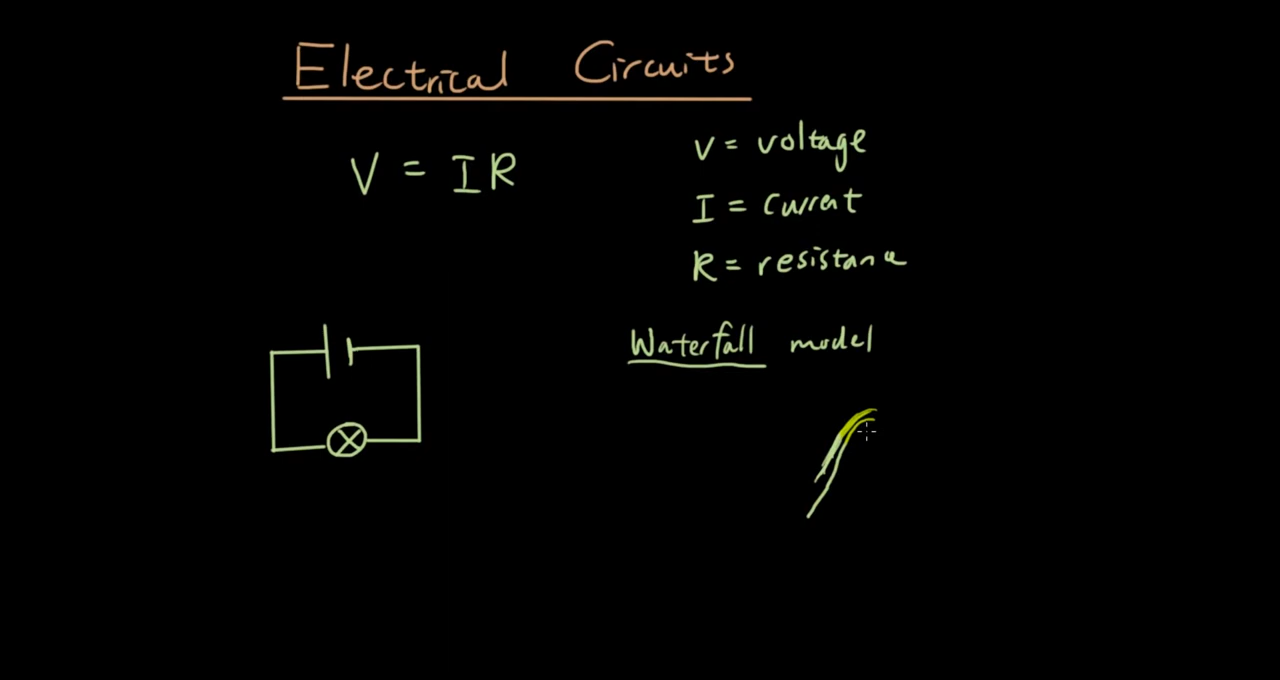 Electrical Circuits
V = IR
V = voltage
I = current
R = resistance
Waterfall model